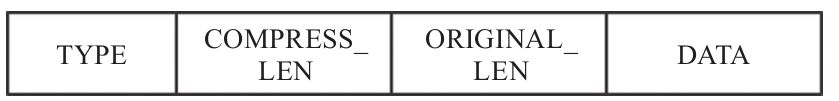 TYPE
COMPRESS_
LEN
ORIGINAL_
LEN
DATA